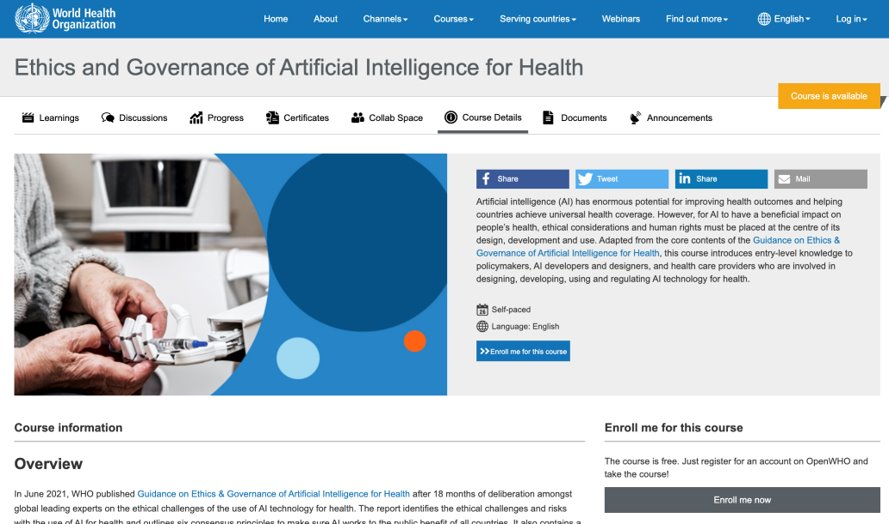 World Health
Organization
Home About Channels Courses Serving countries Webinars Find out more English Log in
Ethics and Governance of Artificial Intelligence for Health
Course is available
Learnings Discussions Progress Certificates Collab Space Course Details Documents Announcements
Share Tweet Share Mail
Artificial intelligence (AI) has enormous potential for improving health outcomes and helping
countries achieve universal health coverage. However, for AI to have a beneficial impact on
people's health, ethical considerations and human rights must be placed at the centre of its
design, development and use. Adapted from the core contents of the Guidance on Ethics &
Governance of Artificial Intelligence for Health, this course introduces entry-level knowledge to
policymakers, AI developers and designers, and health care providers who are involved in
designing, developing, using and regulating AI technology for health.
Self-paced
Language: English
Enroll me for this course
Course information
Overview
In June 2021, WHO published Guidance on Ethics & Governance of Artificial Intelligence for Health after 18 months of deliberation amongst
global leading experts on the ethical challenges of the use of AI technology for health. The report identifies the ethical challenges and risks
with the use of AI for health and outlines six consensus principles to make sure AI works to the public benefit of all countries. It also contains a
Enroll me for this course
The course is free. Just register for an account on OpenWHO and
take the course!
Enroll me now